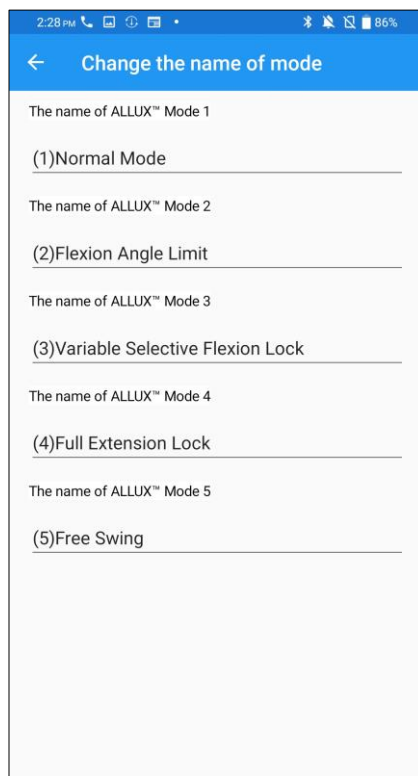 2:28 PM 86%
Change the name of mode
The name of ALLUX™ Mode 1
(1)Normal Mode
The name of ALLUX™ Mode 2
(2)Flexion Angle Limit
The name of ALLUX™ Mode 3
(3)Variable Selective Flexion Lock
The name of ALLUX™ Mode 4
(4)Full Extension Lock
The name of ALLUX™ Mode 5
(5)Free Swing